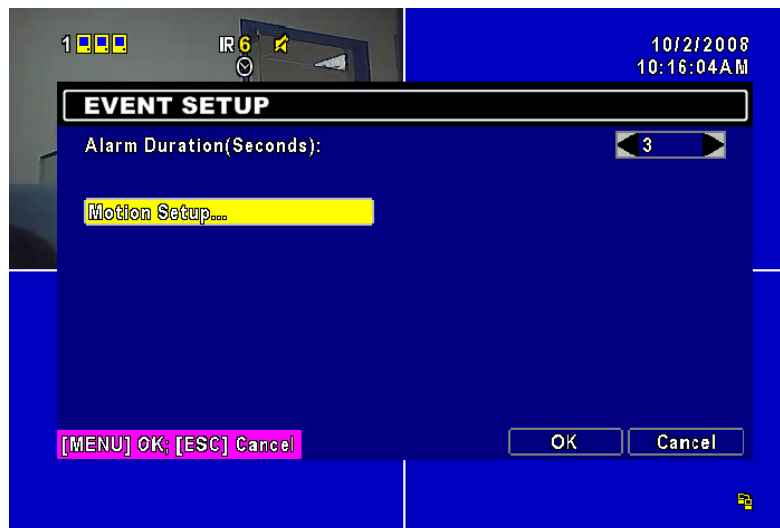 1 IR 6 10/2/2008
10:16:04AM
EVENT SETUP
Alarm Duration(Seconds): 3
Motion Setup...
[MENU] OK; [ESC] Cancel OK Cancel